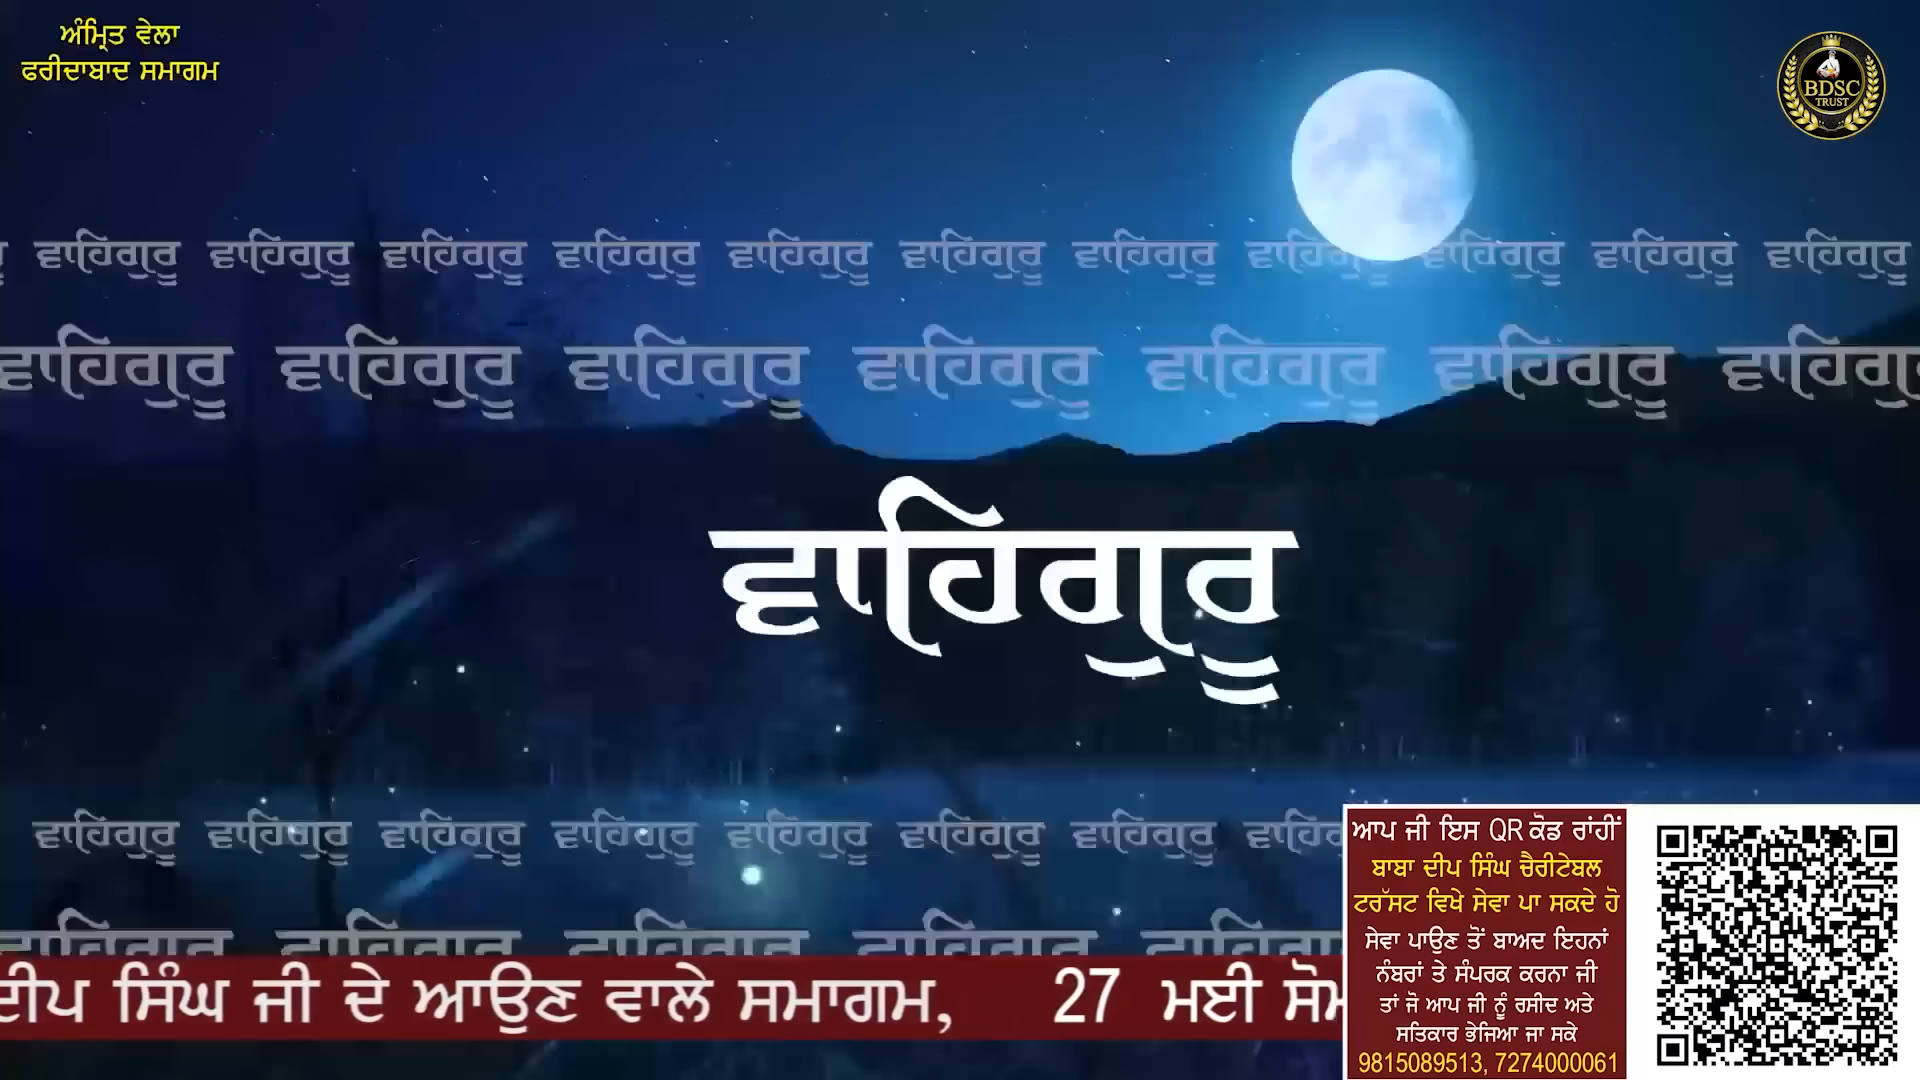 ਅੰਮ੍ਰਿਤ ਵੇਲਾ
ਫਰੀਦਾਬਾਦ ਸਮਾਗਮ
BDSC
TRUST
ਵਾਹਿਗੁਰੂ ਵਾਹਿਗੁਰੂ ਵਾਹਿਗੁਰੂ ਵਾਹਿਗੁਰੂ ਵਾਹਿਗੁਰੂ ਵਾਹਿਗੁਰੂ ਵਾਹਿਗੁਰੂ ਵਾਹਿਗੁਰੂ ਵਾਹਿਗੁਰੂ ਵਾਹਿਗੁਰੂ ਵਾਹਿਗੁਰੂ
ਵਾਹਿਗੁਰੂ ਵਾਹਿਗੁਰੂ ਵਾਹਿਗੁਰੂ ਵਾਹਿਗੁਰੂ ਵਾਹਿਗੁਰੂ ਵਾਹਿਗੁਰੂ ਵਾਹਿਗੁ
ਵਾਹਿਗੁਰੂ
ਵਾਹਿਗੁਰੂ ਵਾਹਿਗੁਰੂ ਵਾਹਿਗੁਰੂ ਵਾਹਿਗੁਰੂ ਵਾਹਿਗੁਰੂ ਵਾਹਿਗੁਰੂ ਵਾਹਿਗੁਰੂ
ਵਾਹਿਗੁਰੂ ਵਾਹਿਗੁਰੂ ਵਾਹਿਗੁਰੂ ਵਾਹਿਗੁਰੂ ਵਾਹਿਗੁਰੂ
ਦੀਪ ਸਿੰਘ ਜੀ ਦੇ ਆਉਣ ਵਾਲੇ ਸਮਾਗਮ, 27 ਮਈ ਸੋਮ
ਆਪ ਜੀ ਇਸ QR ਕੋਡ ਰਾਂਹੀਂ
ਬਾਬਾ ਦੀਪ ਸਿੰਘ ਚੈਰੀਟੇਬਲ
ਟਰੱਸਟ ਵਿਖੇ ਸੇਵਾ ਪਾ ਸਕਦੇ ਹੋ
ਸੇਵਾ ਪਾਉਣ ਤੋਂ ਬਾਅਦ ਇਹਨਾਂ
ਨੰਬਰਾਂ ਤੇ ਸੰਪਰਕ ਕਰਨਾ ਜੀ
ਤਾਂ ਜੋ ਆਪ ਜੀ ਨੂੰ ਰਸੀਦ ਅਤੇ
ਸਤਿਕਾਰ ਭੇਜਿਆ ਜਾ ਸਕੇ
9815089513, 7274000061